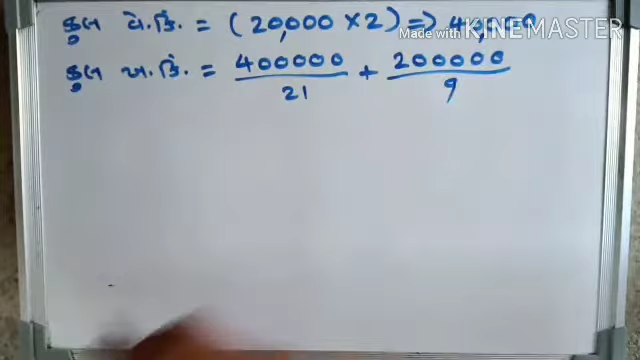 કુલ વે.કિં. = (20,000 × 2) ⇒ 40,000
Made with KINEMASTER
કુલ ખ.કિં. = 400000/21 + 200000/9